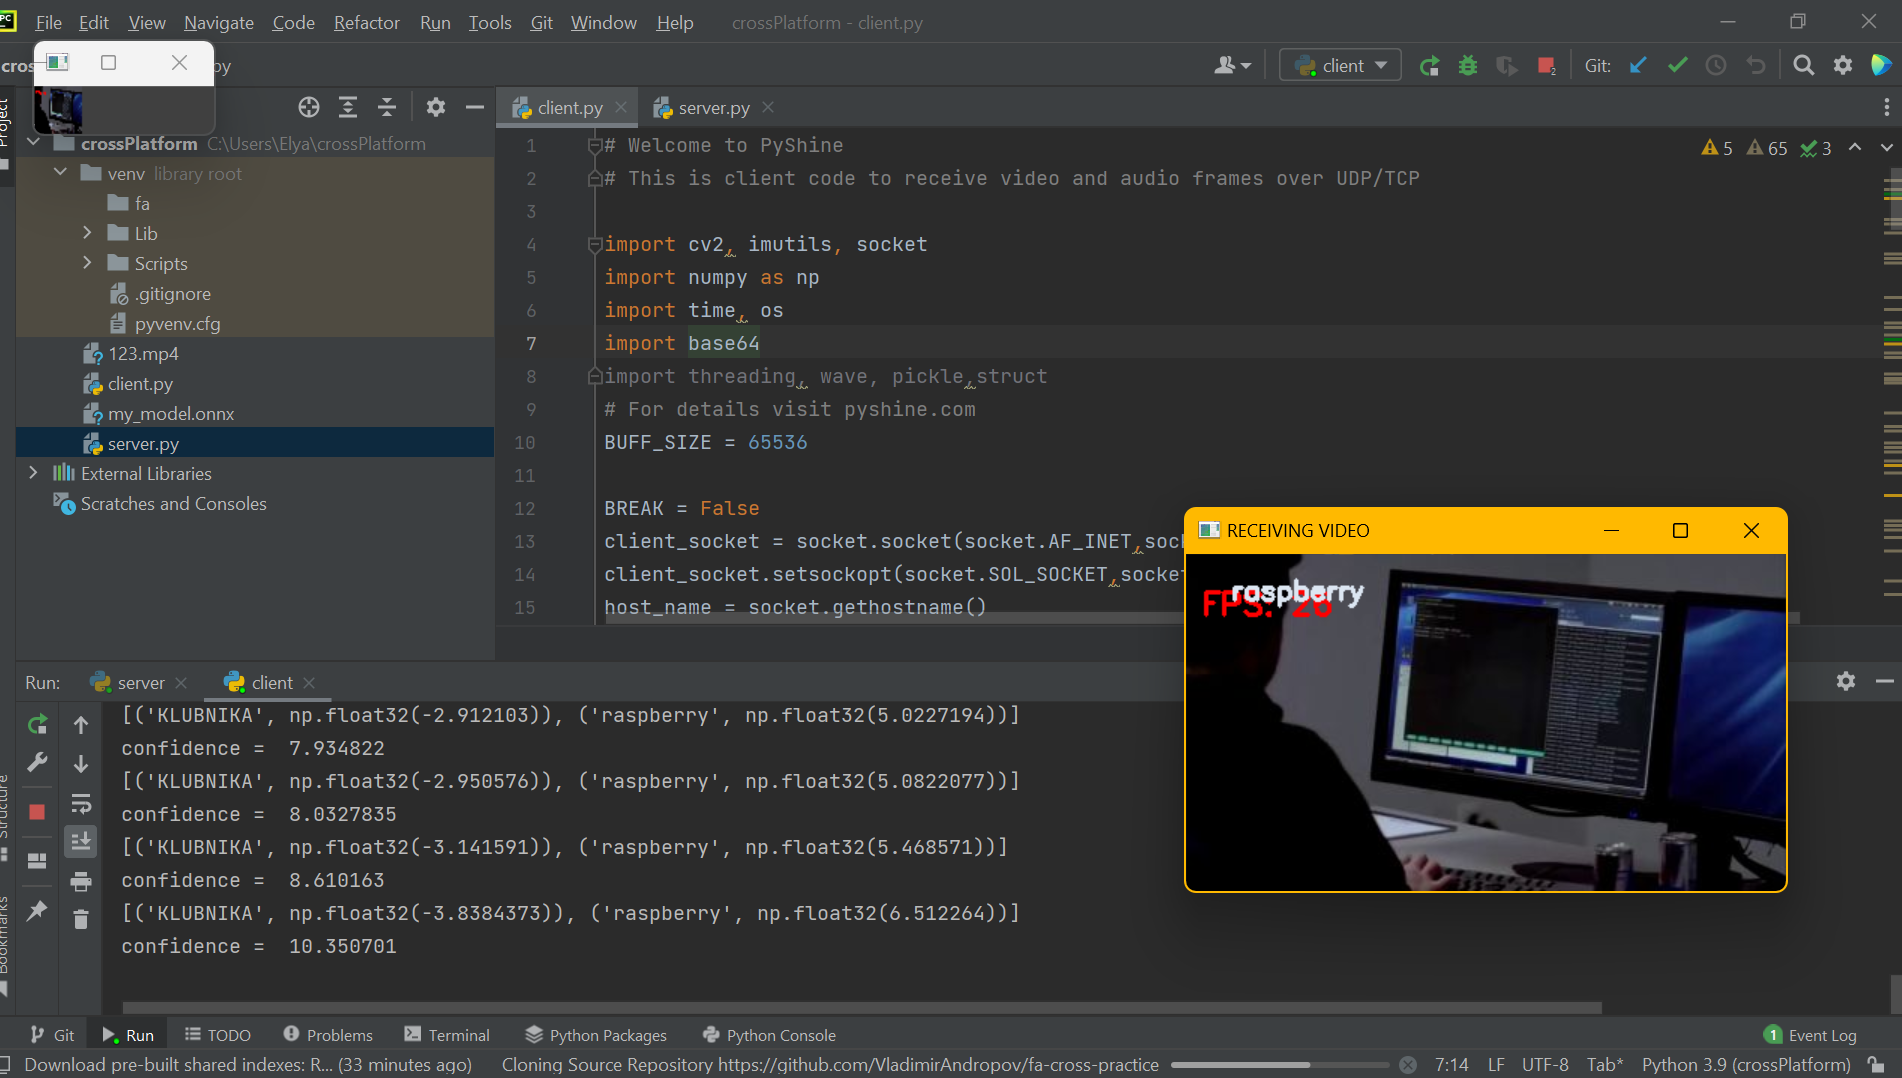 PC File Edit View Navigate Code Refactor Run Tools Git Window Help crossPlatform - client.py
cros py client 2 Git:
Project
client.py server.py
crossPlatform C:\Users\Elya\crossPlatform
venv library root
fa
Lib
Scripts
.gitignore
pyvenv.cfg
123.mp4
client.py
my_model.onnx
server.py
External Libraries
Scratches and Consoles
5 65 3
1 # Welcome to PyShine
2 # This is client code to receive video and audio frames over UDP/TCP
3
4 import cv2, imutils, socket
5 import numpy as np
6 import time, os
7 import base64
8 import threading, wave, pickle,struct
9 # For details visit pyshine.com
10 BUFF_SIZE = 65536
11
12 BREAK = False
13 client_socket = socket.socket(socket.AF_INET,sock
14 client_socket.setsockopt(socket.SOL_SOCKET,socket
15 host_name = socket.gethostname()
RECEIVING VIDEO
raspberry
FPS: 26
Run: server client
[('KLUBNIKA', np.float32(-2.912103)), ('raspberry', np.float32(5.0227194))]
confidence = 7.934822
[('KLUBNIKA', np.float32(-2.950576)), ('raspberry', np.float32(5.0822077))]
confidence = 8.0327835
[('KLUBNIKA', np.float32(-3.141591)), ('raspberry', np.float32(5.468571))]
confidence = 8.610163
[('KLUBNIKA', np.float32(-3.8384373)), ('raspberry', np.float32(6.512264))]
confidence = 10.350701
Structure
Bookmarks
Git Run TODO Problems Terminal Python Packages Python Console 1 Event Log
Download pre-built shared indexes: R... (33 minutes ago) Cloning Source Repository https://github.com/VladimirAndropov/fa-cross-practice 7:14 LF UTF-8 Tab* Python 3.9 (crossPlatform)